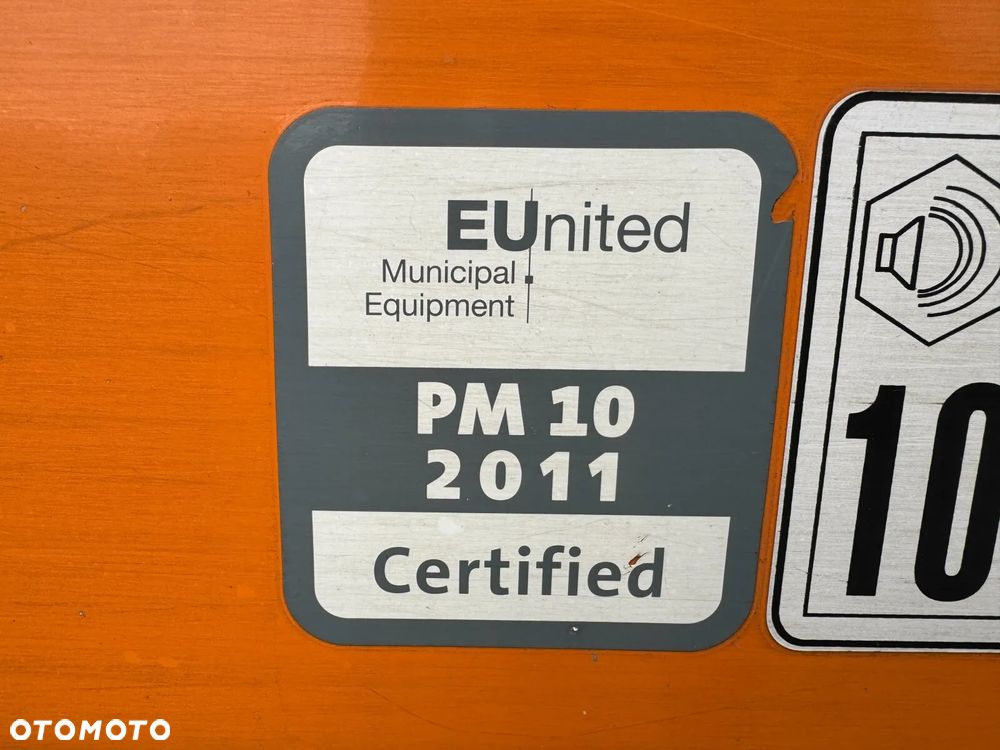 EUnited
Municipal
Equipment
PM 10
2011
Certified
10
OTOMOTO